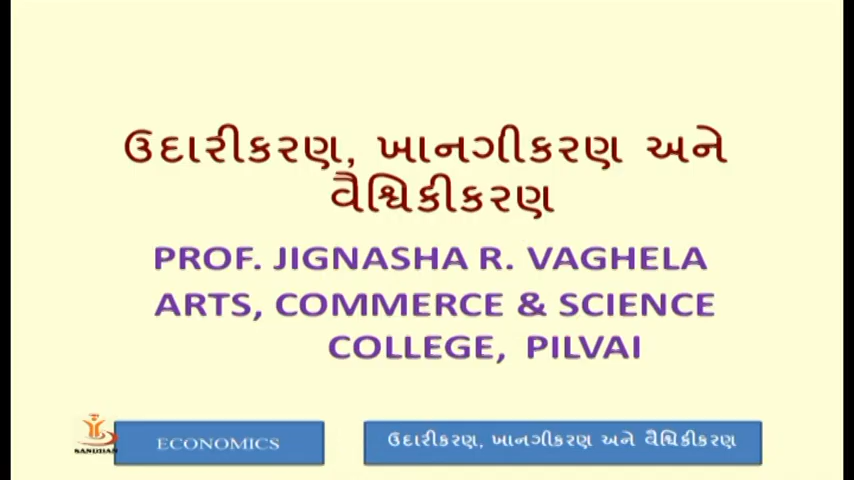 ઉદારીકરણ, ખાનગીકરણ અને
વૈશ્વિકીકરણ
PROF. JIGNASHA R. VAGHELA
ARTS, COMMERCE & SCIENCE
COLLEGE, PILVAI
SANDHAN
ECONOMICS
ઉદારીકરણ, ખાનગીકરણ અને વૈશ્વિકીકરણ